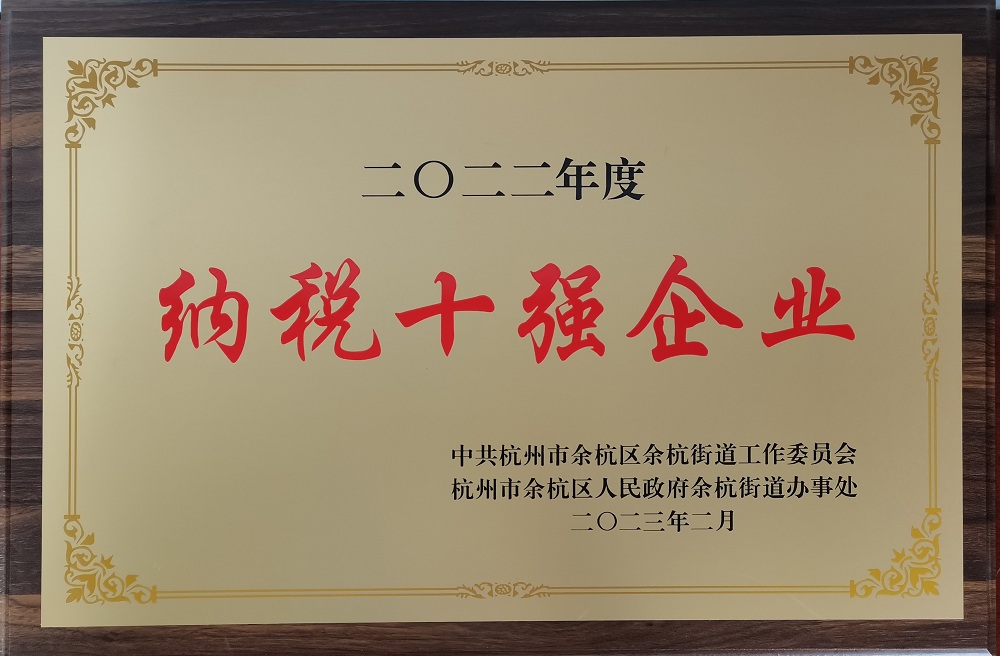 二〇二二年度
纳税十强企业
中共杭州市余杭区余杭街道工作委员会
杭州市余杭区人民政府余杭街道办事处
二〇二三年二月